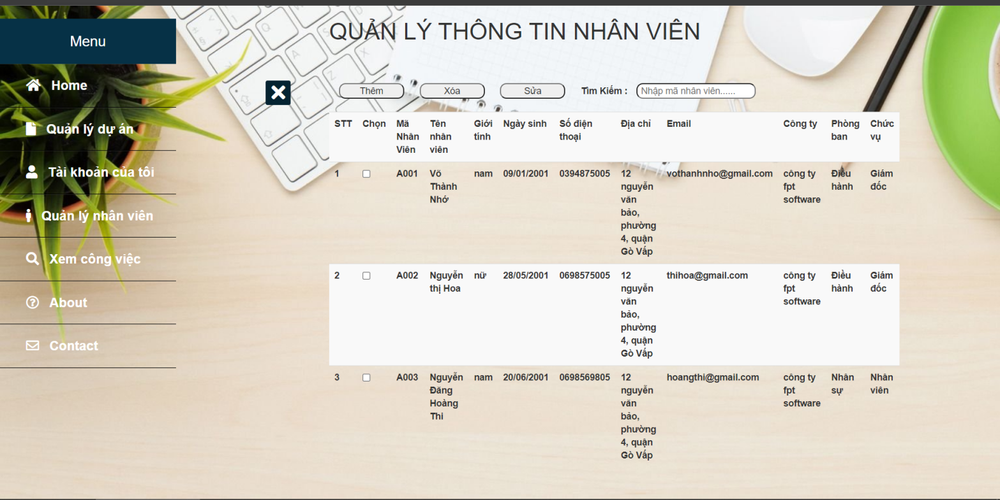 QUẢN LÝ THÔNG TIN NHÂN VIÊN
Menu
Home
Quản lý dự án
Tài khoản của tôi
Quản lý nhân viên
Xem công việc
About
Contact
Thêm Xóa Sửa Tìm Kiếm : Nhập mã nhân viên......
STT Chọn Mã Tên Giới Ngày sinh Số điện Địa chỉ Email Công ty Phòng Chức
Nhân nhân tính thoại ban vụ
Viên viên
1 A001 Võ nam 09/01/2001 0394875005 12 vothanhnho@gmail.com công ty Điều Giám
Thành nguyễn fpt hành đốc
Nhớ văn software
bảo,
phường
4, quận
Gò Vấp
2 A002 Nguyễn nữ 28/05/2001 0698575005 12 thihoa@gmail.com công ty Điều Giám
thị Hoa nguyễn fpt hành đốc
văn software
bảo,
phường
4, quận
Gò Vấp
3 A003 Nguyễn nam 20/06/2001 0698569805 12 hoangthi@gmail.com công ty Nhân Nhân
Đăng nguyễn fpt sự viên
Hoàng văn software
Thi bảo,
phường
4, quận
Gò Vấp